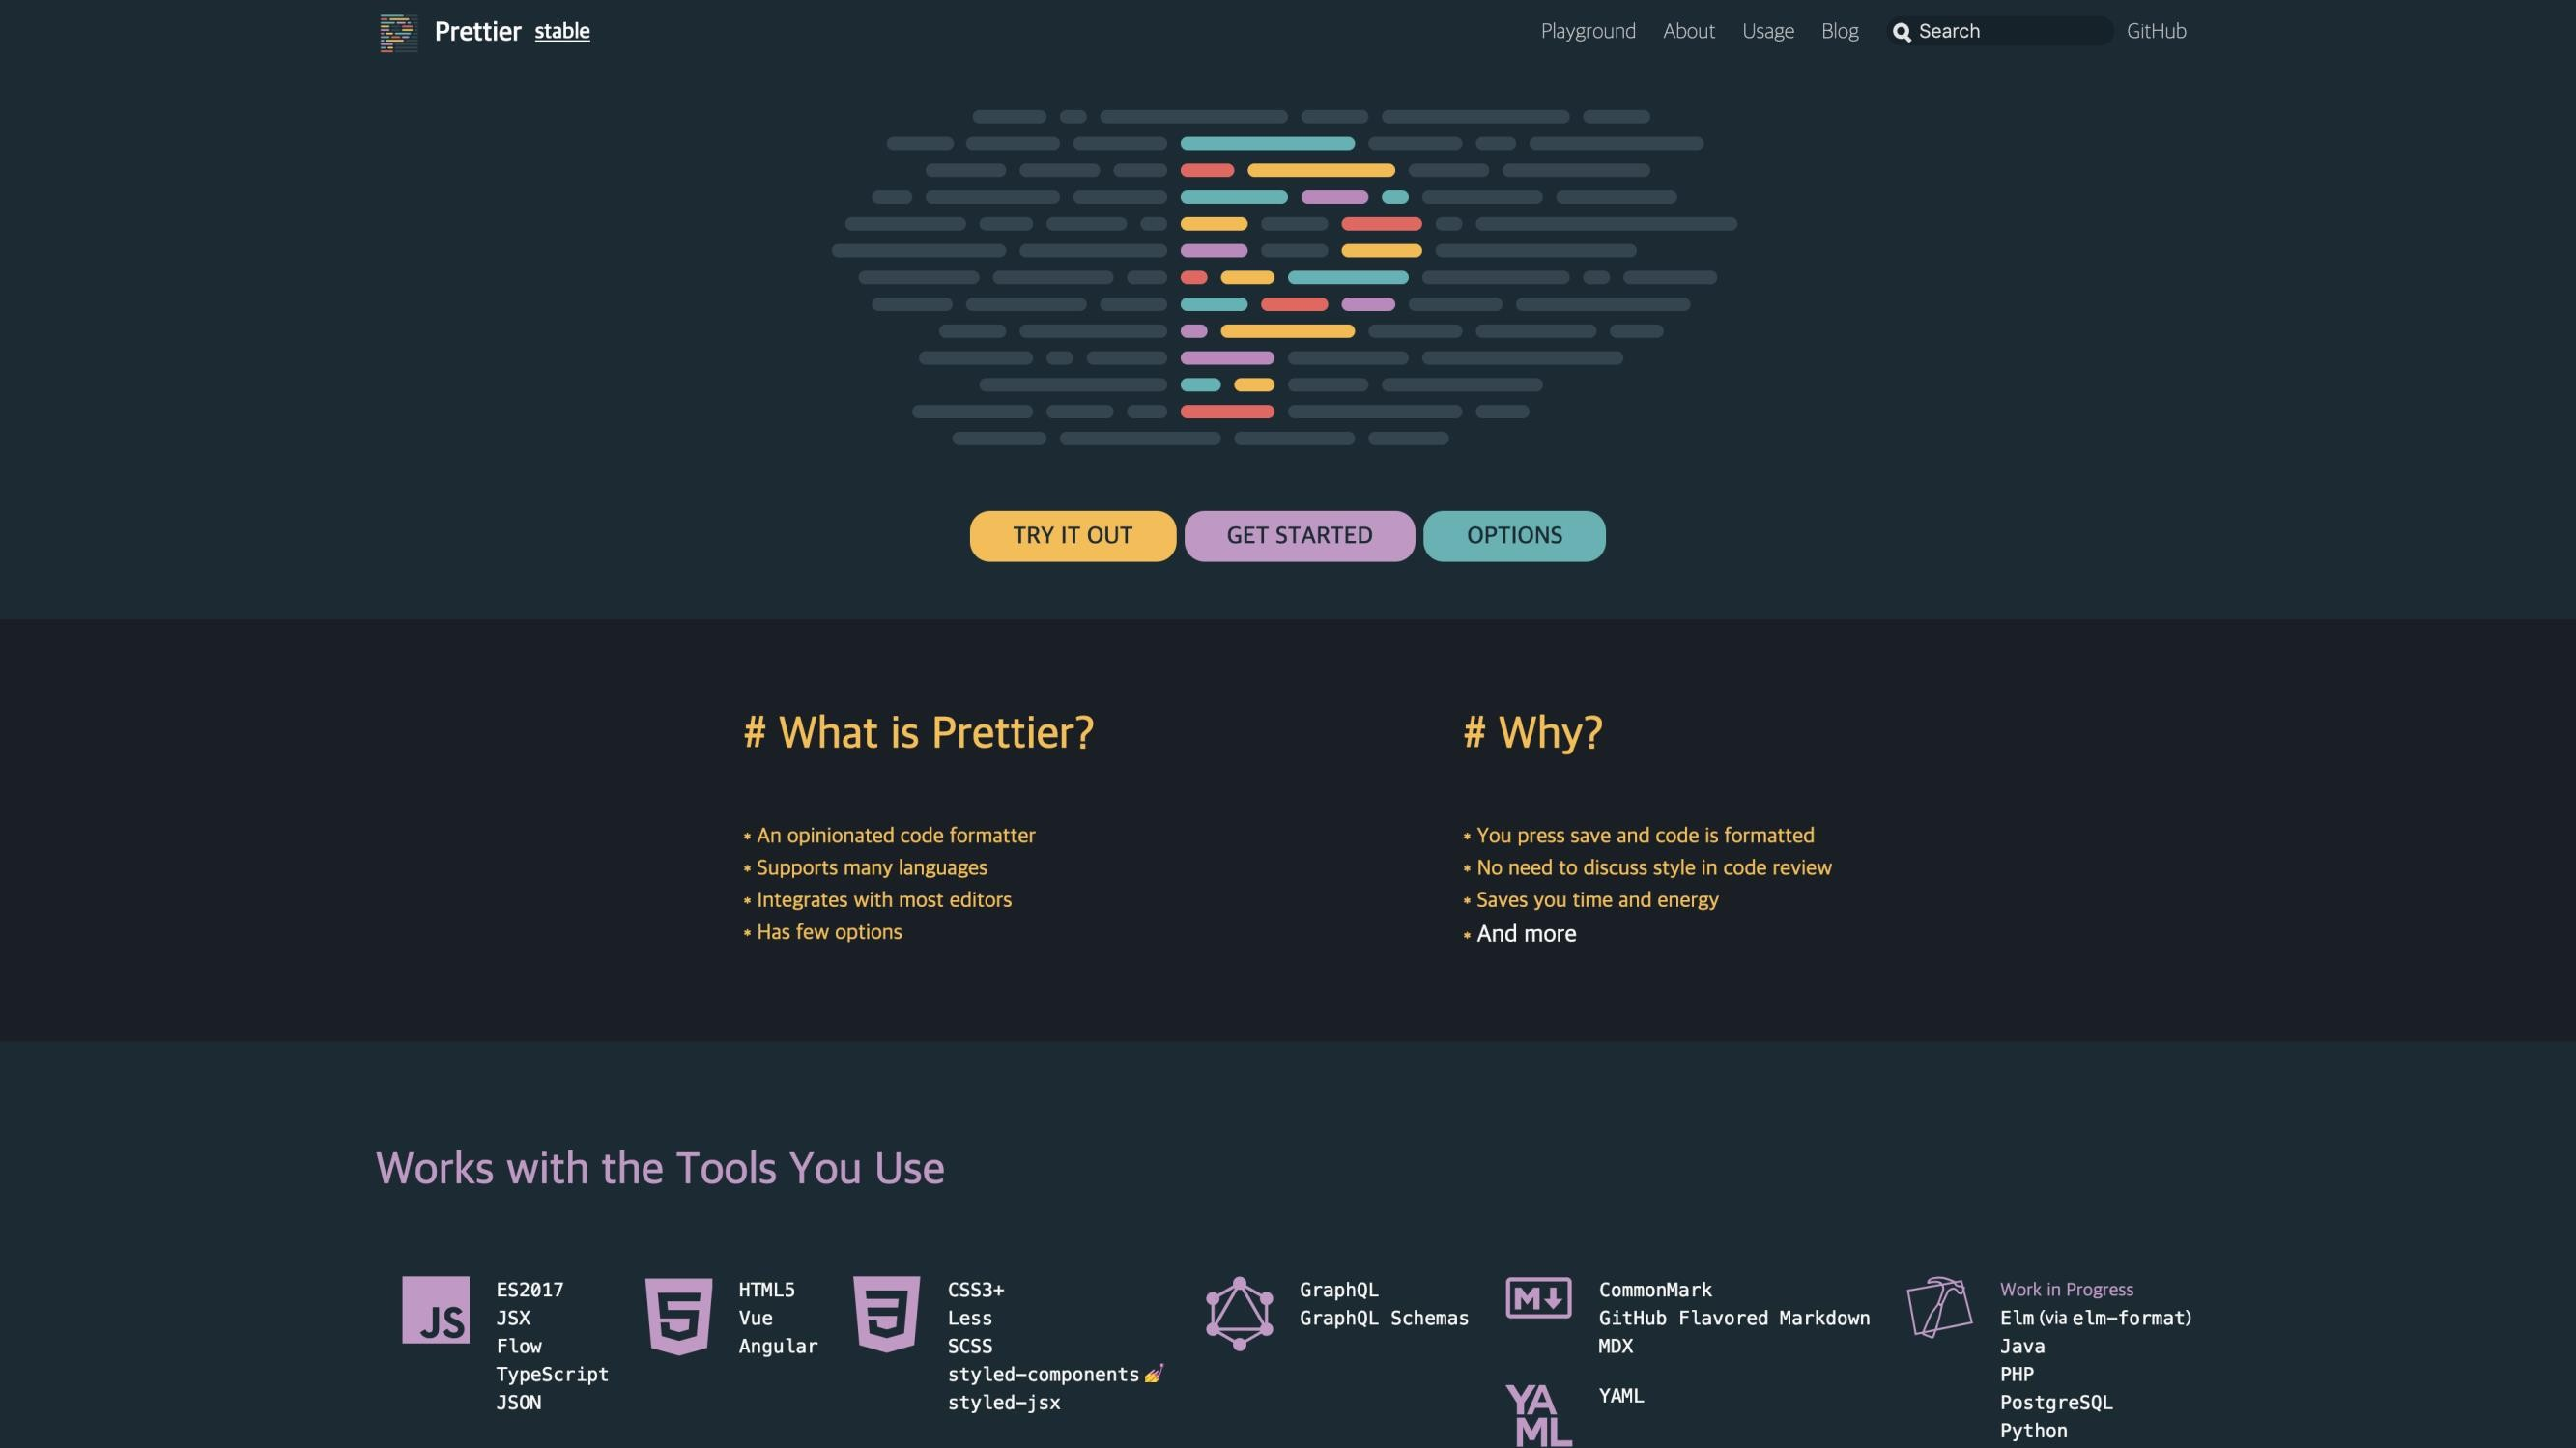 Prettier stable
Playground About Usage Blog Search GitHub
TRY IT OUT
GET STARTED
OPTIONS
# What is Prettier?
* An opinionated code formatter
* Supports many languages
* Integrates with most editors
* Has few options
# Why?
* You press save and code is formatted
* No need to discuss style in code review
* Saves you time and energy
* And more
Works with the Tools You Use
JS
ES2017
JSX
Flow
TypeScript
JSON
5
HTML5
Vue
Angular
3
CSS3+
Less
SCSS
styled-components 💅
styled-jsx
GraphQL
GraphQL Schemas
M↓
CommonMark
GitHub Flavored Markdown
MDX
YA
ML
YAML
Work in Progress
Elm (via elm-format)
Java
PHP
PostgreSQL
Python